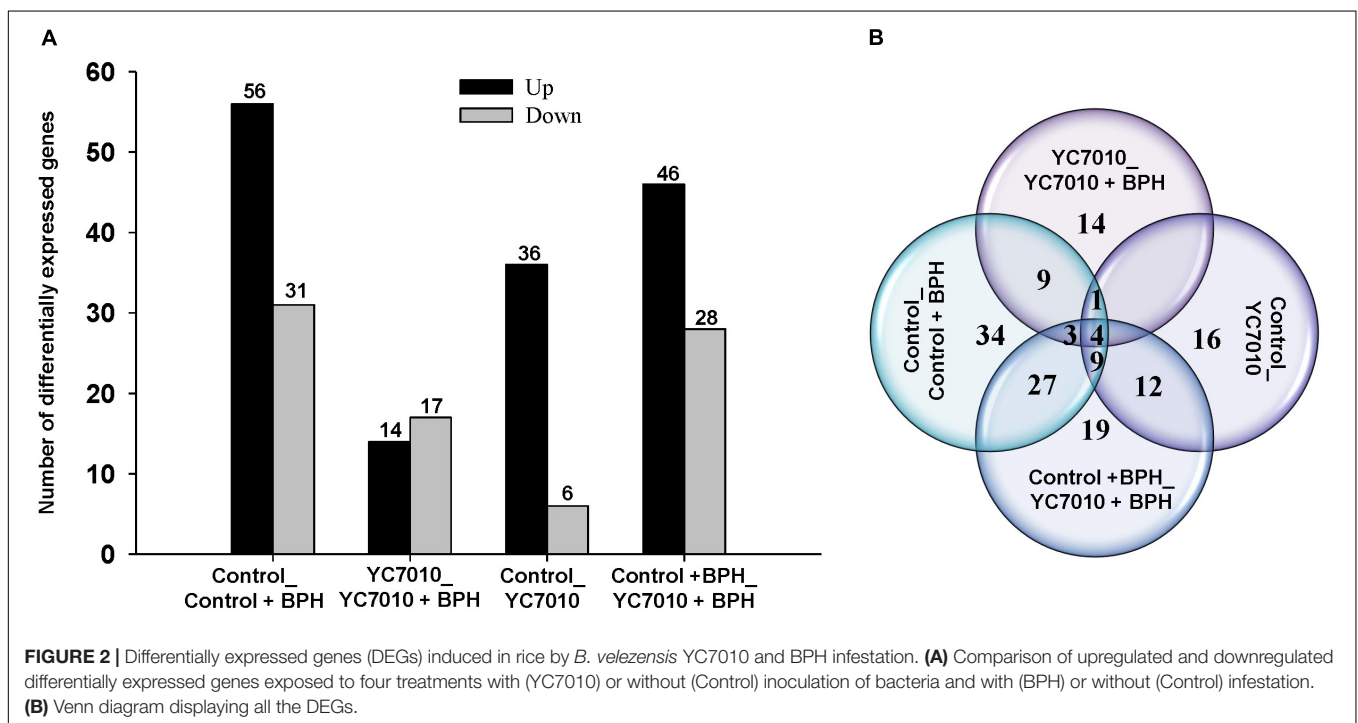 A
Number of differentially expressed genes
60
50
40
30
20
10
0
Up
Down
56
31
14
17
36
6
46
28
Control_
Control + BPH
YC7010_
YC7010 + BPH
Control_
YC7010
Control +BPH_
YC7010 + BPH
B
YC7010_
YC7010 + BPH
14
Control_
Control + BPH
9
1
Control_
YC7010
34
3
4
16
9
27
12
19
Control +BPH_
YC7010 + BPH
FIGURE 2 | Differentially expressed genes (DEGs) induced in rice by B. velezensis YC7010 and BPH infestation. (A) Comparison of upregulated and downregulated
differentially expressed genes exposed to four treatments with (YC7010) or without (Control) inoculation of bacteria and with (BPH) or without (Control) infestation.
(B) Venn diagram displaying all the DEGs.